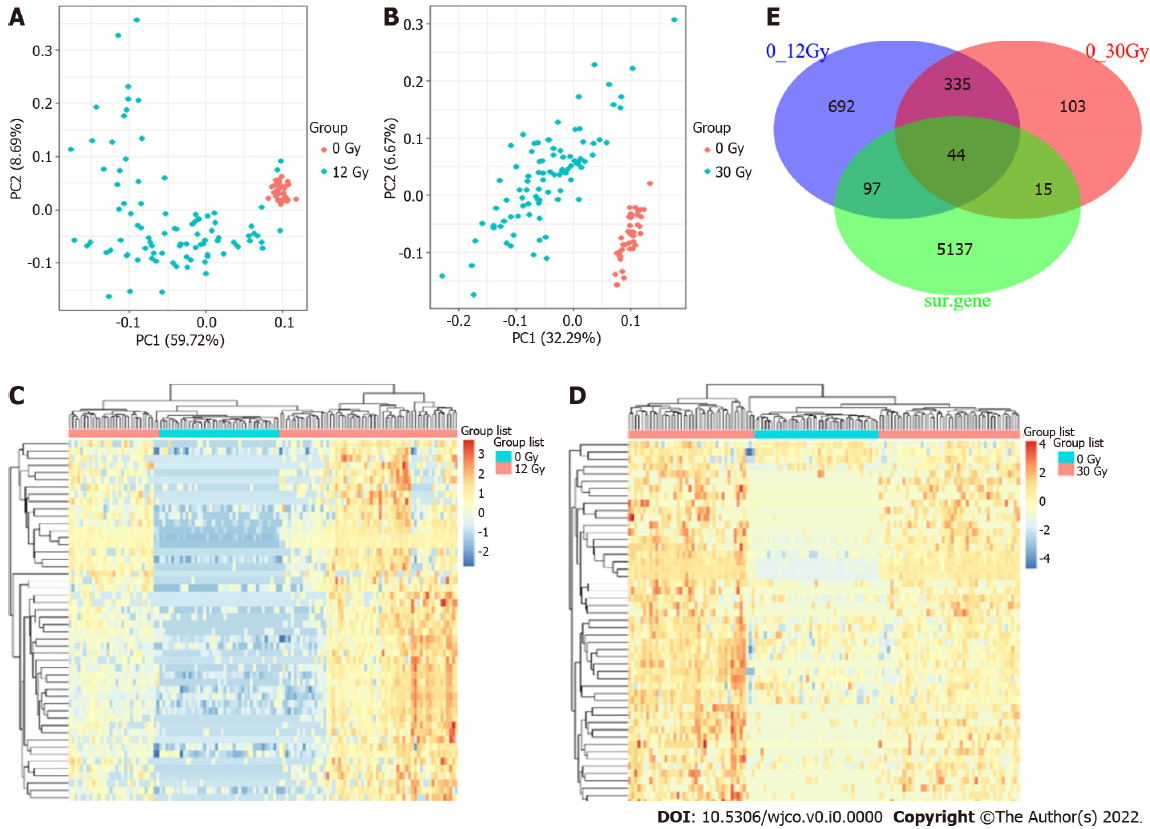 A
0.3
0.2
0.1
0.0
-0.1
PC2 (8.69%)
-0.1
0.0
0.1
PC1 (59.72%)
Group
0 Gy
12 Gy
B
0.3
0.2
0.1
0.0
-0.1
PC2 (6.67%)
-0.2
-0.1
0.0
0.1
PC1 (32.29%)
Group
0 Gy
30 Gy
E
0_12Gy
0_30Gy
335
692
103
44
97
15
5137
sur.gene
C
Group list
3
2
1
0
-1
-2
Group list
0 Gy
12 Gy
D
Group list
4
2
0
-2
-4
Group list
0 Gy
30 Gy
DOI: 10.5306/wjco.v0.i0.0000 Copyright ©The Author(s) 2022.